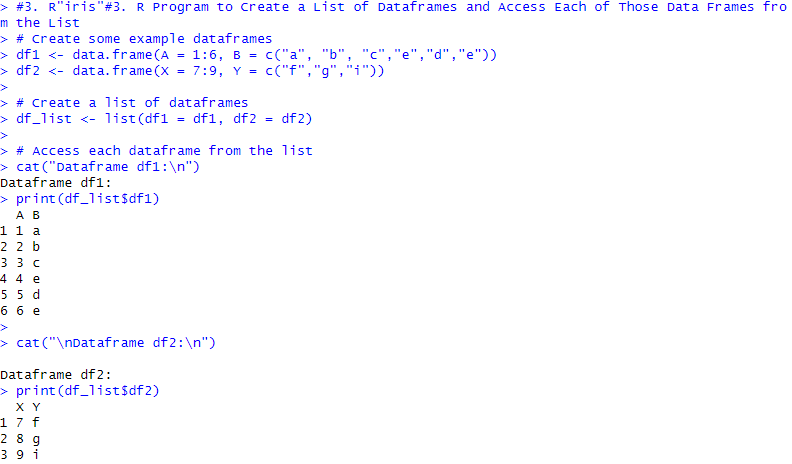 > #3. R"iris"#3. R Program to Create a List of Dataframes and Access Each of Those Data Frames fro
m the List
> # Create some example dataframes
> df1 <- data.frame(A = 1:6, B = c("a", "b", "c","e","d","e"))
> df2 <- data.frame(X = 7:9, Y = c("f","g","i"))
>
> # Create a list of dataframes
> df_list <- list(df1 = df1, df2 = df2)
>
> # Access each dataframe from the list
> cat("Dataframe df1:\n")
Dataframe df1:
> print(df_list$df1)
  A B
1 1 a
2 2 b
3 3 c
4 4 e
5 5 d
6 6 e
>
> cat("\nDataframe df2:\n")

Dataframe df2:
> print(df_list$df2)
  X Y
1 7 f
2 8 g
3 9 i